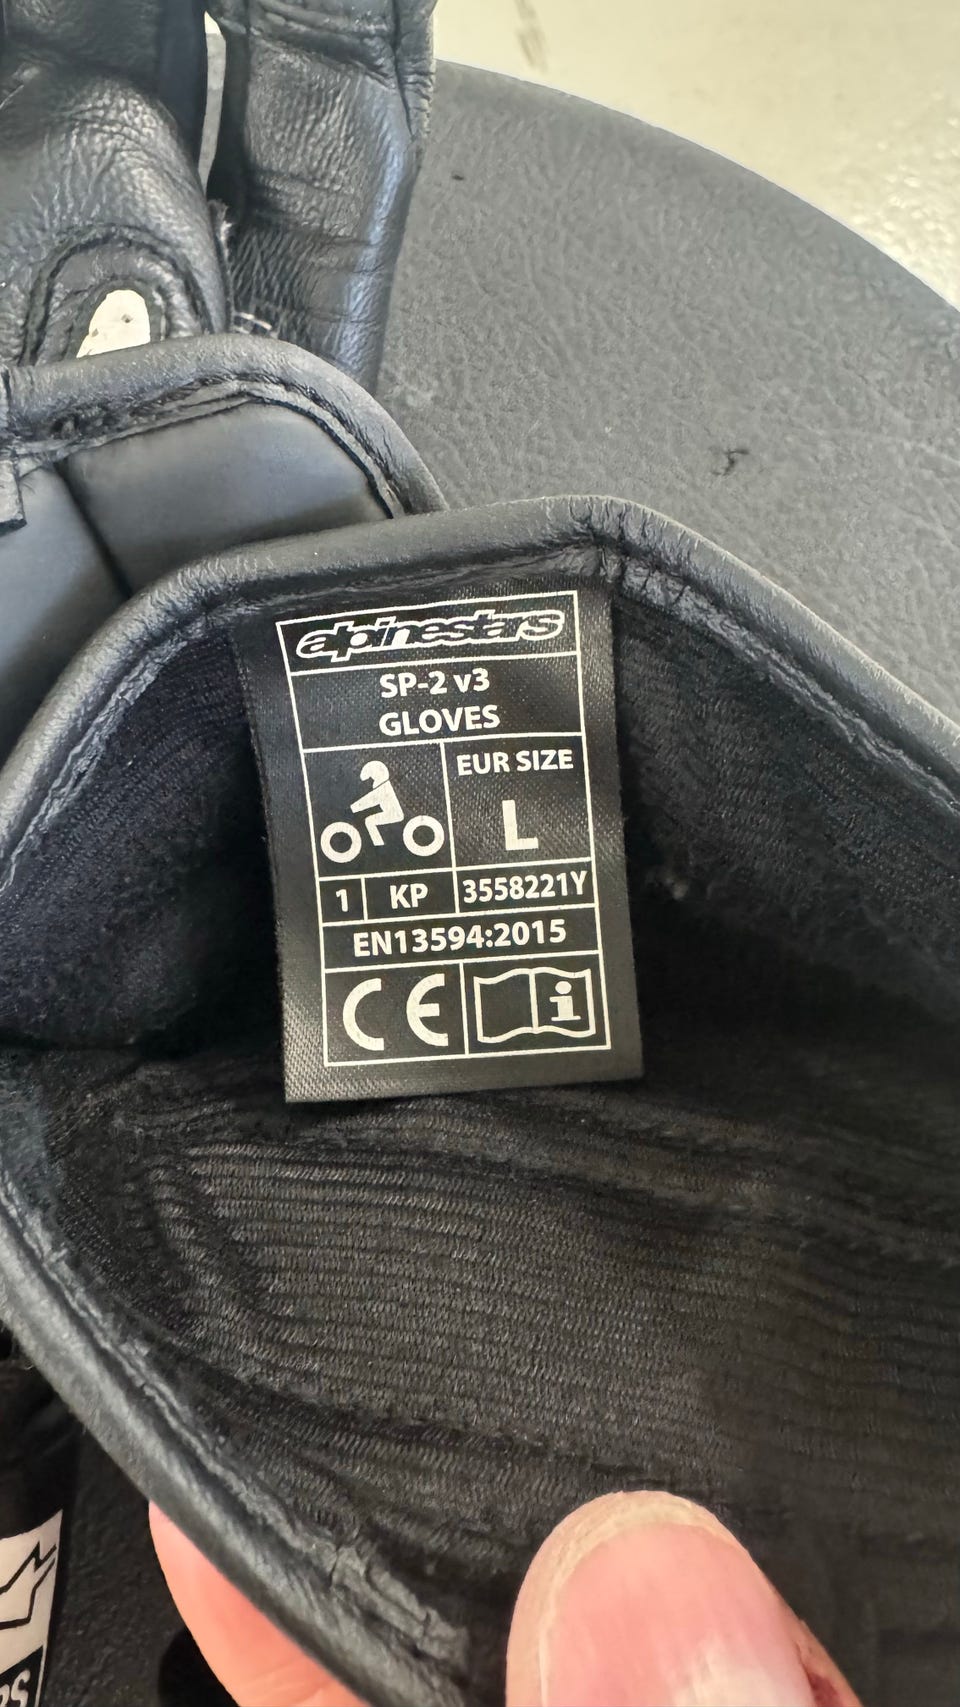 alpinestars
SP-2 v3
GLOVES
EUR SIZE
L
1 KP 3558221Y
EN13594:2015
CE
i